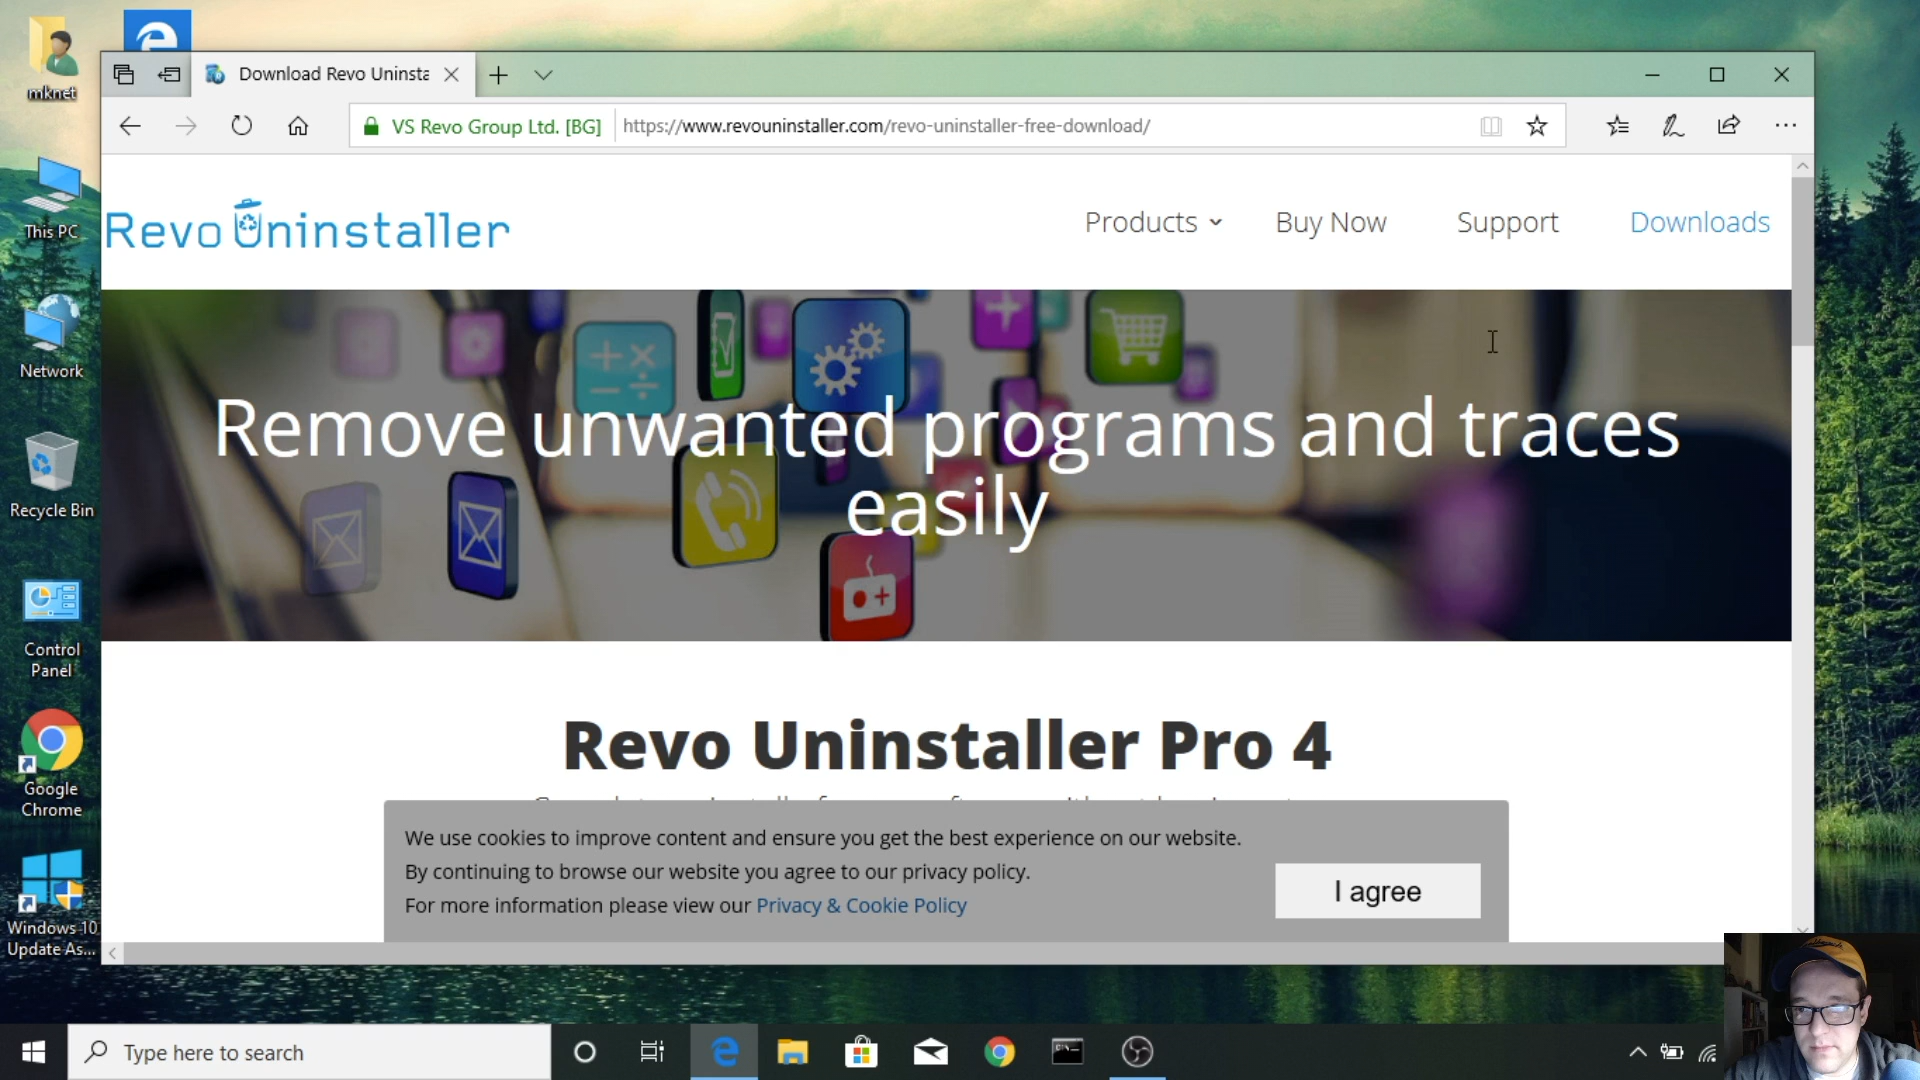 mknet
This PC
Network
Recycle Bin
Control
Panel
Google
Chrome
Windows 10
Update As...
Download Revo Uninsta
VS Revo Group Ltd. [BG]
https://www.revouninstaller.com/revo-uninstaller-free-download/
Revo Uninstaller
Products
Buy Now
Support
Downloads
Remove unwanted programs and traces
easily
Revo Uninstaller Pro 4
We use cookies to improve content and ensure you get the best experience on our website.
By continuing to browse our website you agree to our privacy policy.
For more information please view our Privacy & Cookie Policy
I agree
Type here to search